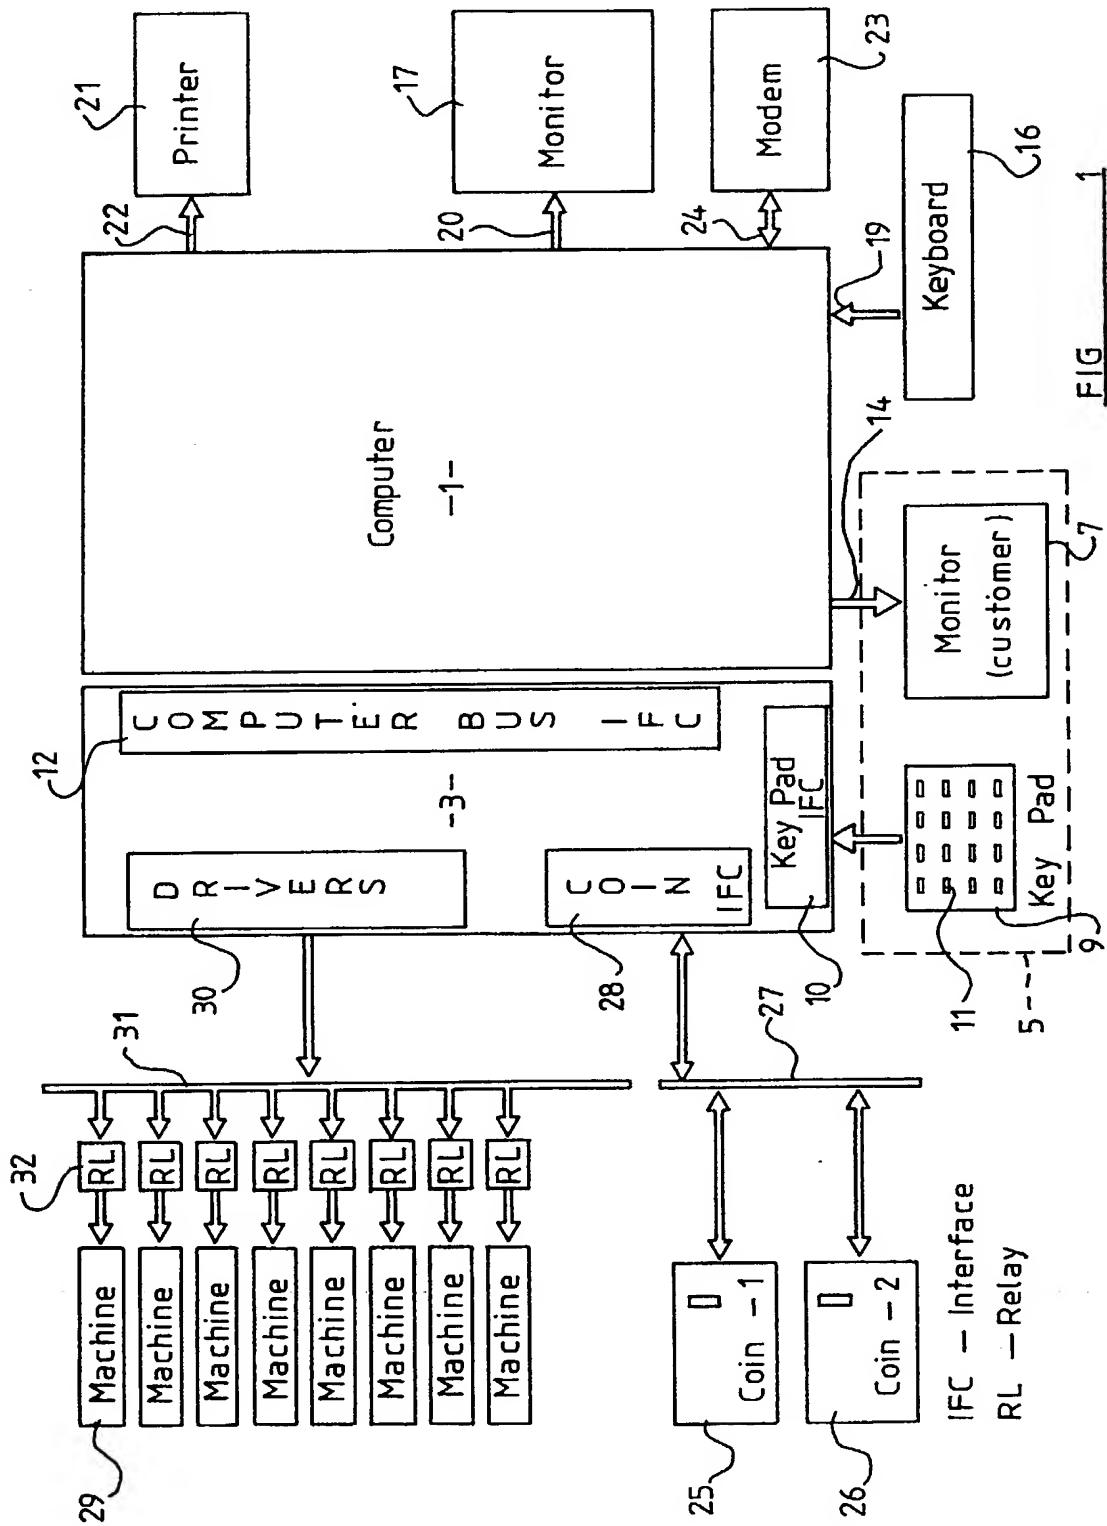 21
Printer
22
17
Monitor
20
23
Modem
24
16
Keyboard
19
Computer
-1-
14
Monitor
(customer)
7
12
COMPUTER BUS IFC
-3-
DRIVERS
30
COIN
IFC
28
Key Pad
IFC
10
Key Pad
11
9
5
31
27
32
RL
RL
RL
RL
RL
RL
RL
RL
Machine
Machine
Machine
Machine
Machine
Machine
Machine
Machine
29
Coin -1
25
Coin -2
26
IFC - Interface
RL - Relay
FIG 1